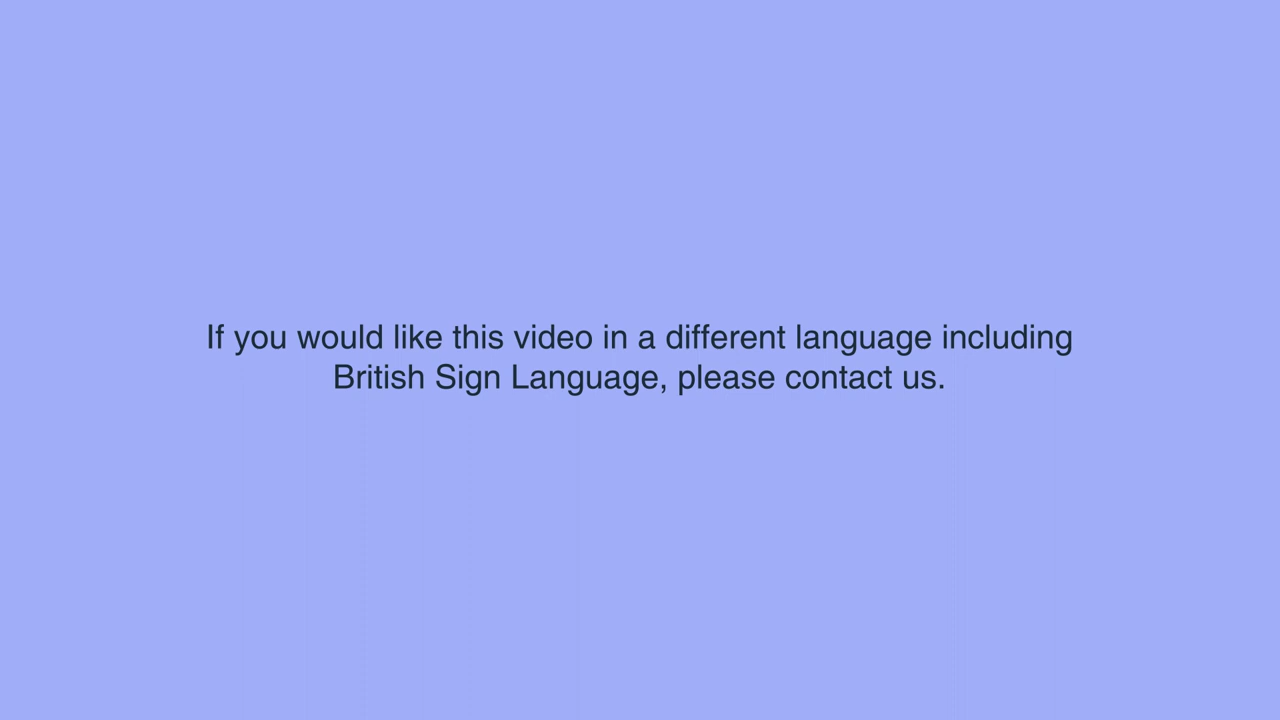 If you would like this video in a different language including
British Sign Language, please contact us.